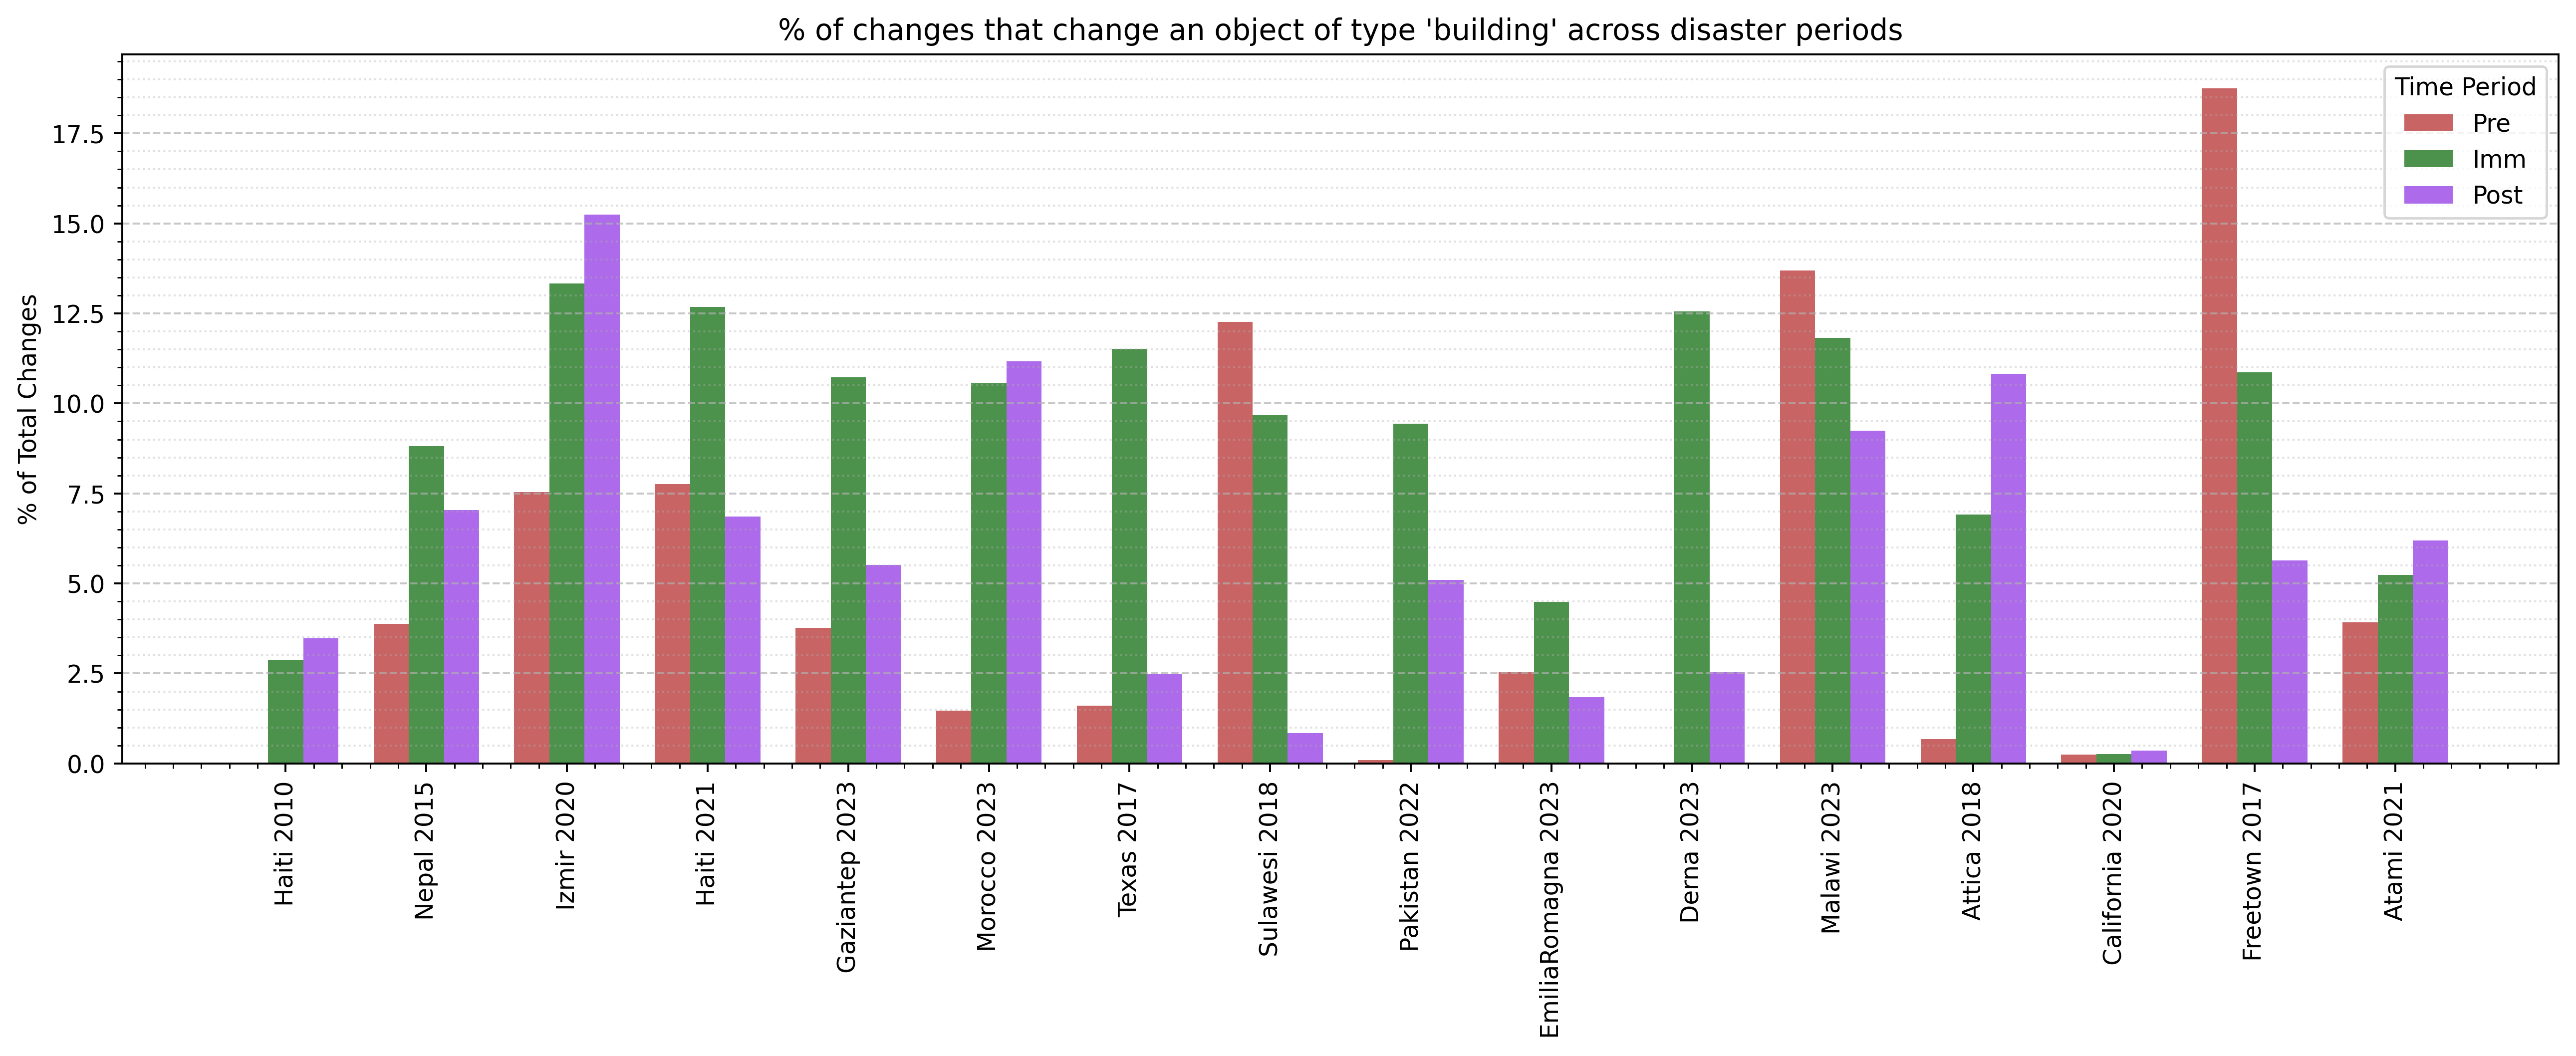 % of changes that change an object of type 'building' across disaster periods
Time Period
Pre
Imm
Post
% of Total Changes
17.5
15.0
12.5
10.0
7.5
5.0
2.5
0.0
Haiti 2010
Nepal 2015
Izmir 2020
Haiti 2021
Gaziantep 2023
Morocco 2023
Texas 2017
Sulawesi 2018
Pakistan 2022
EmiliaRomagna 2023
Derna 2023
Malawi 2023
Attica 2018
California 2020
Freetown 2017
Atami 2021